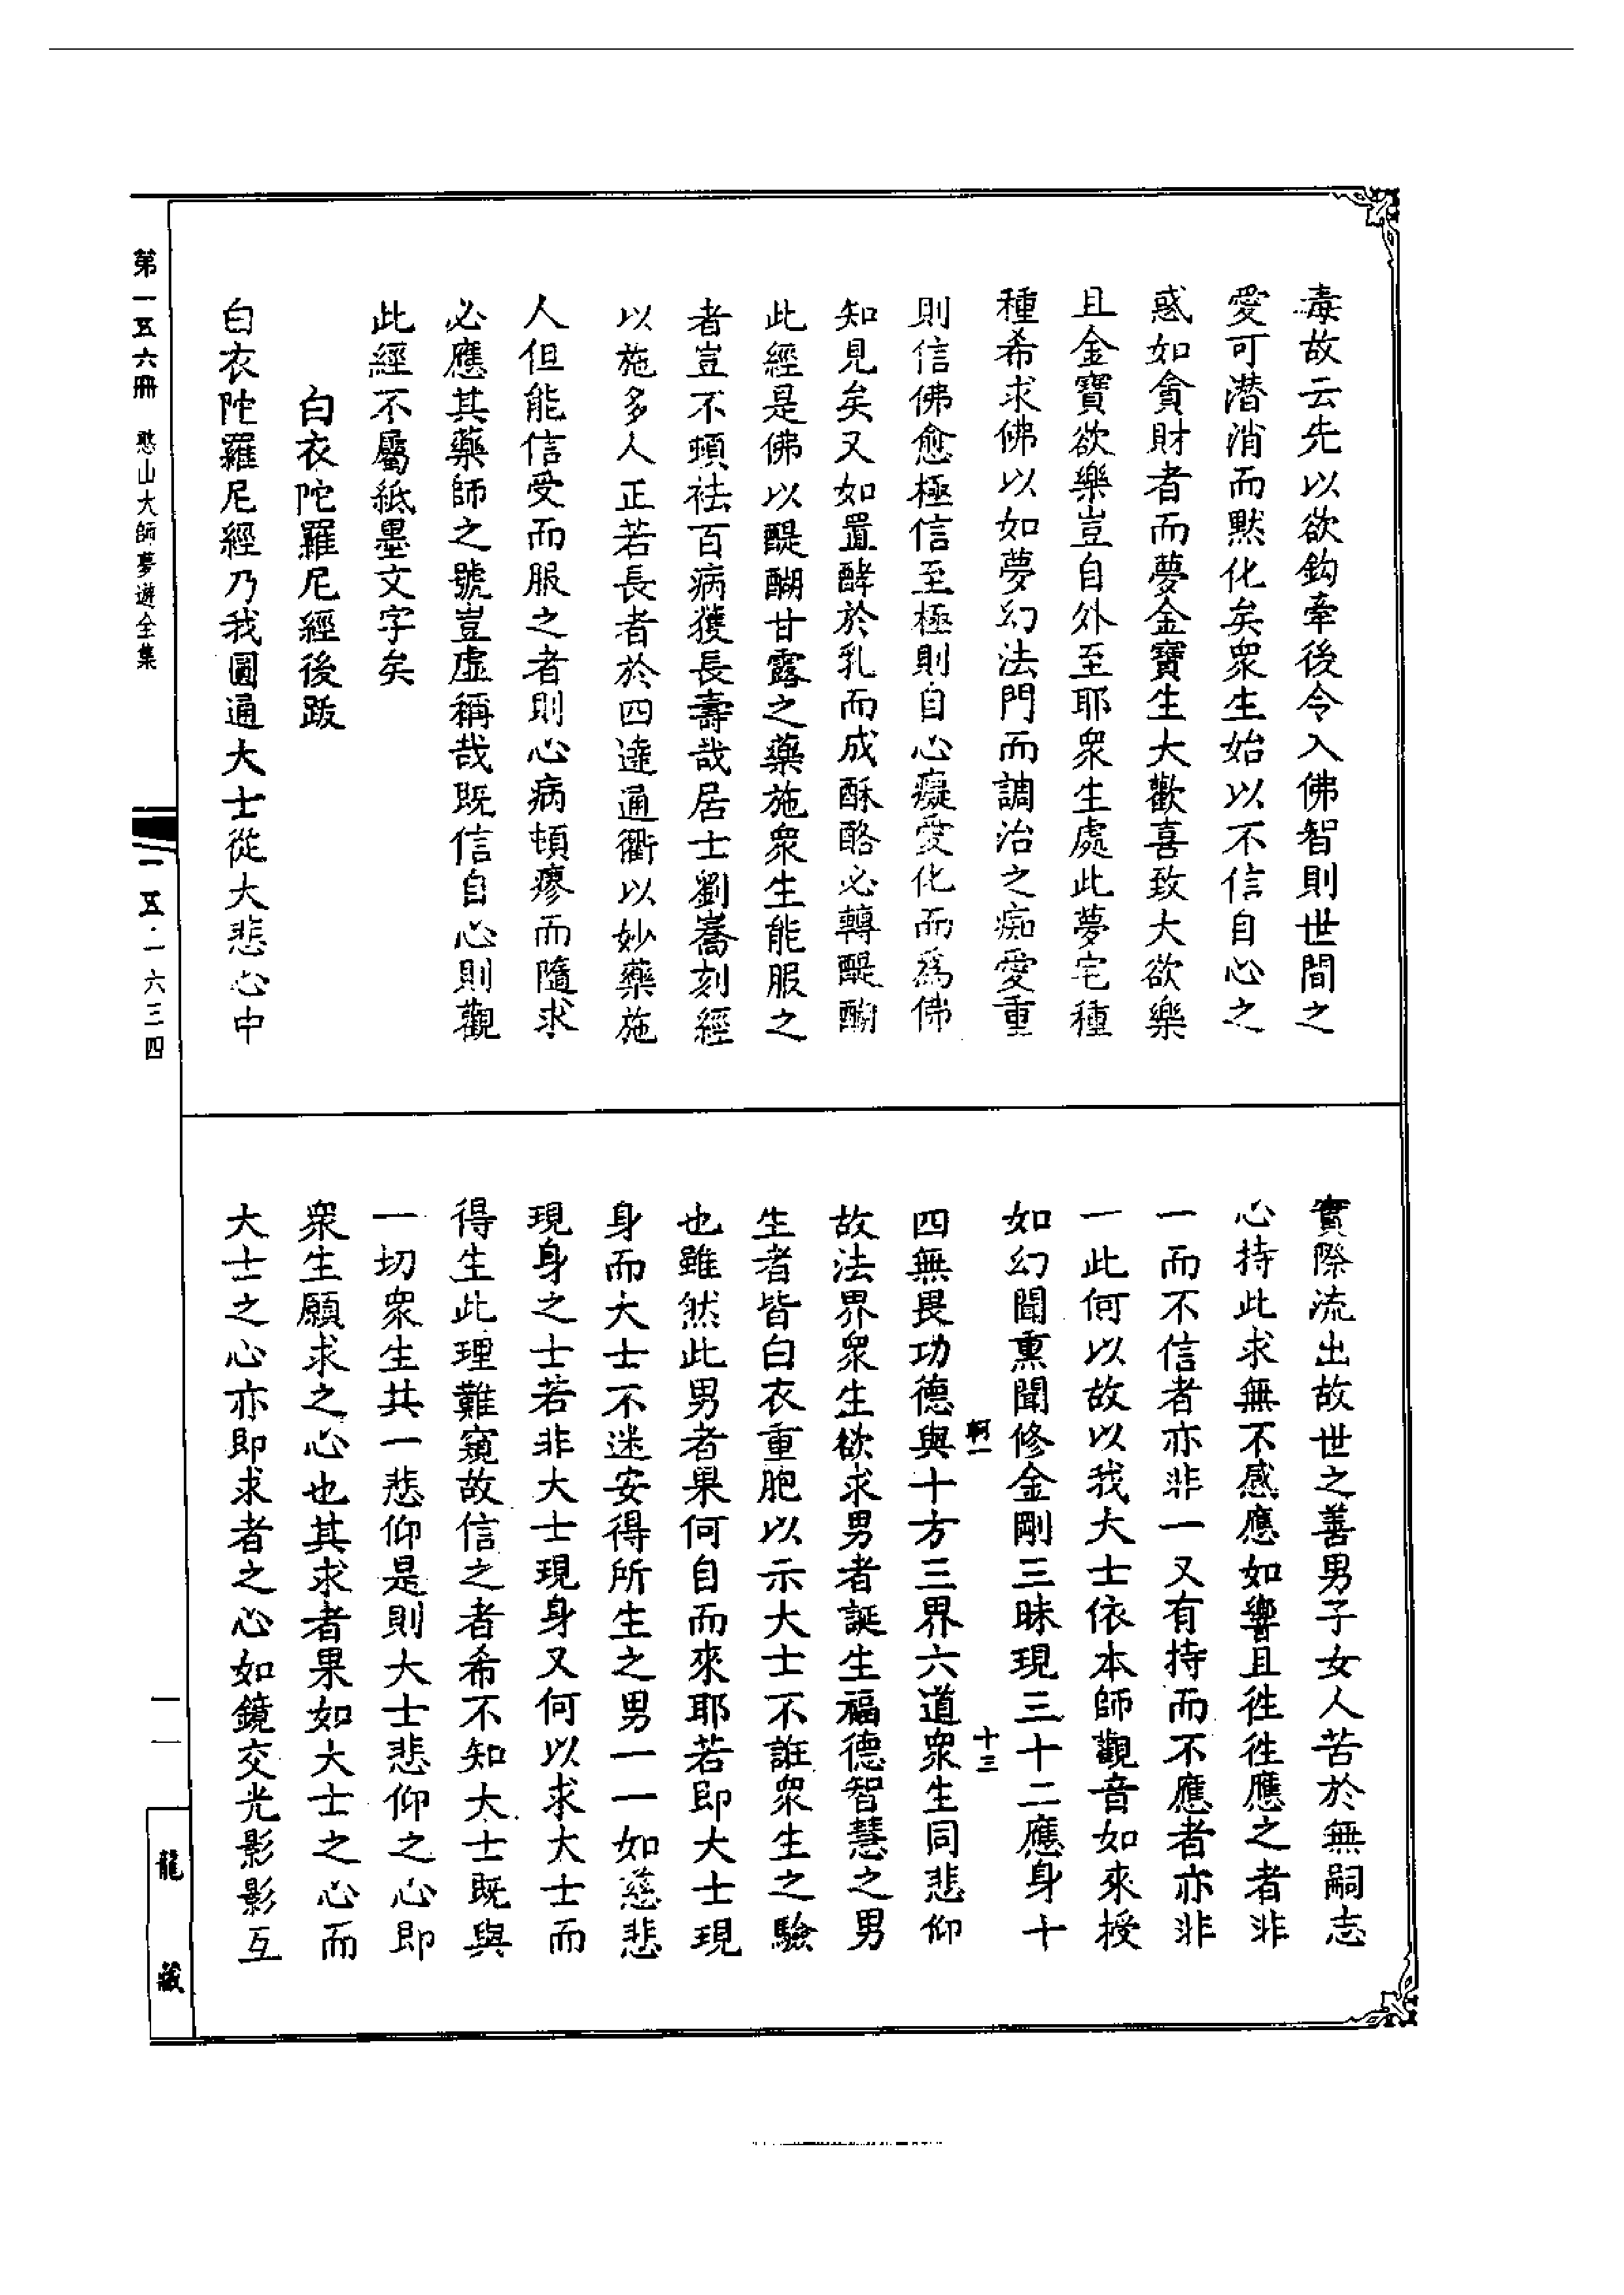 毒故云先以欲鈎牽後令入佛智則世間之
愛可潛消而默化矣眾生始以不信自心之
惑如貪財者而夢金寶生大歡喜致大欲樂
且金寶欲樂豈自外至耶眾生處此夢宅種
種希求佛以如夢幻法門而調治之痴愛重
則信佛愈極信至極則自心癡愛化而為佛
知見矣又如置酵於乳而成酥酪必轉醍醐
此經是佛以醍醐甘露之藥施眾生能服之
者豈不頓袪百病獲長壽哉居士劉蕎刻經
以施多人正若長者於四達通衢以妙藥施
人但能信受而服之者則心病頓瘳而隨求
必應其藥師之號豈虛稱哉既信自心則觀
此經不屬紙墨文字矣
白衣陀羅尼經後跋
白衣陀羅尼經乃我圓通大士從大悲心中
實際流出故世之善男子女人苦於無嗣志
心持此求無不感應如響且徃徃應之者非
一而不信者亦非一又有持而不應者亦非
一此何以故以我大士依本師觀音如來授
如幻聞熏聞修金剛三昧現三十二應身十
四無畏功德與十方三界六道眾生同悲仰
故法界眾生欲求男者誕生福德智慧之男
生者皆白衣重胞以示大士不誑眾生之驗
也雖然此男者果何自而來耶若即大士現
身而大士不迷安得所生之男一一如慈悲
現身之士若非大士現身又何以求大士而
得生此理難窺故信之者希不知大士既與
一切眾生共一悲仰是則大士悲仰之心即
眾生願求之心也其求者果如大士之心而
大士之心亦即求者之心如鏡交光影影互
軻一
十三
第一五六冊 憨山大師夢遊全集
一五·一六三四
一一
龍藏